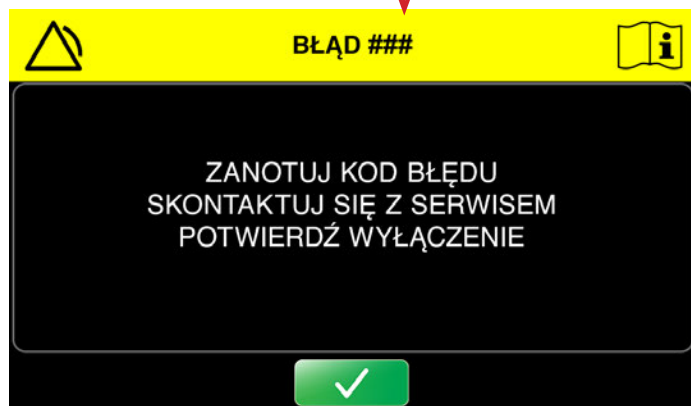 BŁĄD ###
i
ZANOTUJ KOD BŁĘDU
SKONTAKTUJ SIĘ Z SERWISEM
POTWIERDŹ WYŁĄCZENIE